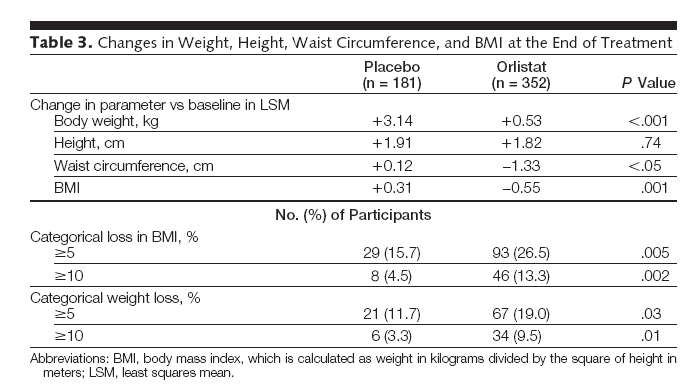 Table 3. Changes in Weight, Height, Waist Circumference, and BMI at the End of Treatment
Placebo (n = 181) Orlistat (n = 352) P Value
Change in parameter vs baseline in LSM
Body weight, kg +3.14 +0.53 <.001
Height, cm +1.91 +1.82 .74
Waist circumference, cm +0.12 −1.33 <.05
BMI +0.31 −0.55 .001
No. (%) of Participants
Categorical loss in BMI, %
≥5 29 (15.7) 93 (26.5) .005
≥10 8 (4.5) 46 (13.3) .002
Categorical weight loss, %
≥5 21 (11.7) 67 (19.0) .03
≥10 6 (3.3) 34 (9.5) .01
Abbreviations: BMI, body mass index, which is calculated as weight in kilograms divided by the square of height in
meters; LSM, least squares mean.